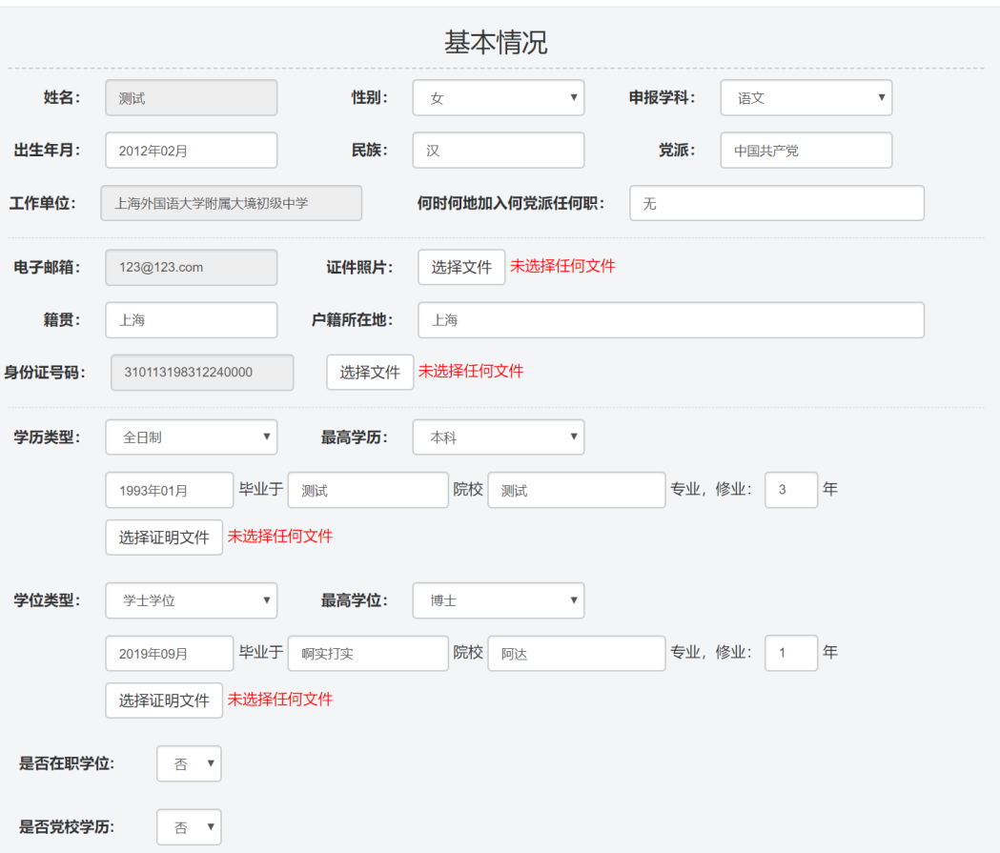 基本情况
姓名： 测试 性别： 女 申报学科： 语文
出生年月： 2012年02月 民族： 汉 党派： 中国共产党
工作单位： 上海外国语大学附属大境初级中学 何时何地加入何党派任何职： 无
电子邮箱： 123@123.com 证件照片： 选择文件 未选择任何文件
籍贯： 上海 户籍所在地： 上海
身份证号码： 310113198312240000 选择文件 未选择任何文件
学历类型： 全日制 最高学历： 本科
1993年01月 毕业于 测试 院校 测试 专业，修业： 3 年
选择证明文件 未选择任何文件
学位类型： 学士学位 最高学位： 博士
2019年09月 毕业于 啊实打实 院校 阿达 专业，修业： 1 年
选择证明文件 未选择任何文件
是否在职学位： 否
是否党校学历： 否